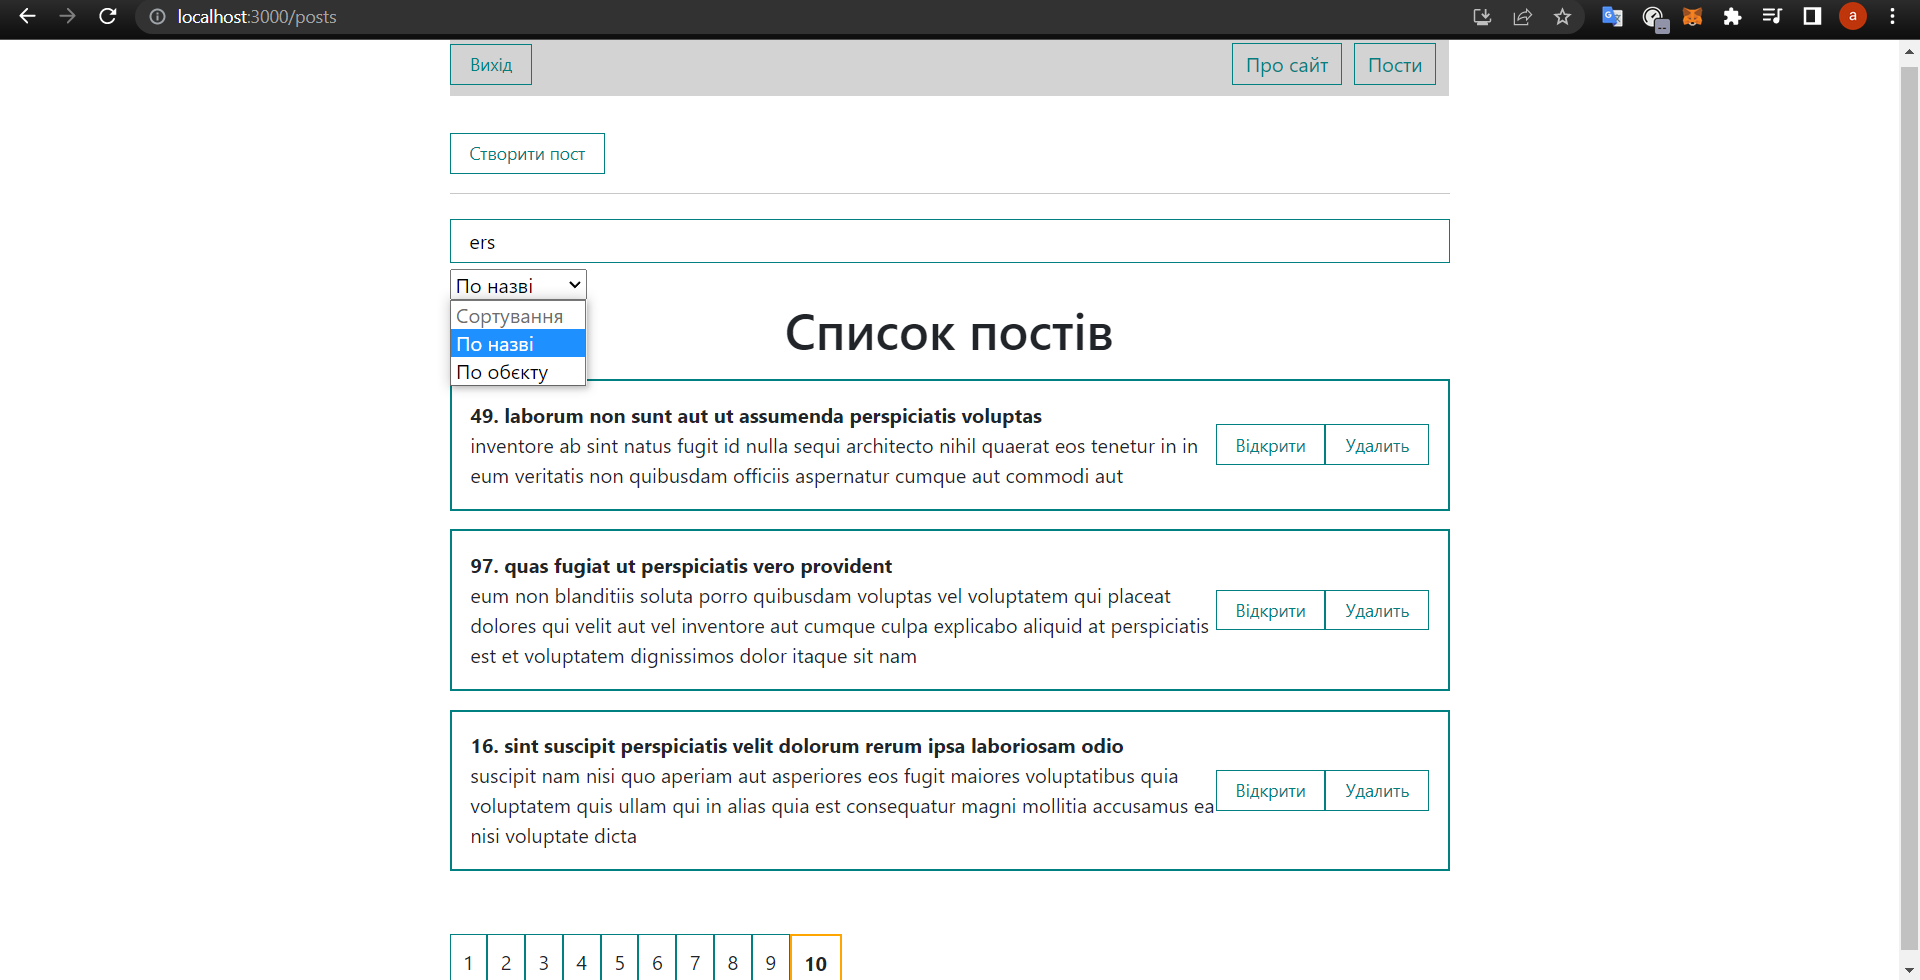 localhost:3000/posts
a
Вихід
Про сайт
Пости
Створити пост
ers
По назві
Сортування
По назві
По обєкту
Список постів
49. laborum non sunt aut ut assumenda perspiciatis voluptas
inventore ab sint natus fugit id nulla sequi architecto nihil quaerat eos tenetur in in
eum veritatis non quibusdam officiis aspernatur cumque aut commodi aut
Відкрити
Удалить
97. quas fugiat ut perspiciatis vero provident
eum non blanditiis soluta porro quibusdam voluptas vel voluptatem qui placeat
dolores qui velit aut vel inventore aut cumque culpa explicabo aliquid at perspiciatis
est et voluptatem dignissimos dolor itaque sit nam
Відкрити
Удалить
16. sint suscipit perspiciatis velit dolorum rerum ipsa laboriosam odio
suscipit nam nisi quo aperiam aut asperiores eos fugit maiores voluptatibus quia
voluptatem quis ullam qui in alias quia est consequatur magni mollitia accusamus ea
nisi voluptate dicta
Відкрити
Удалить
1 2 3 4 5 6 7 8 9 10